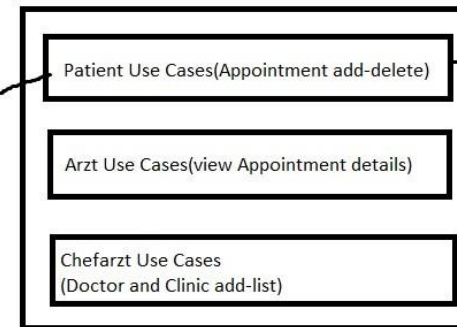 Patient Use Cases(Appointment add-delete)
Arzt Use Cases(view Appointment details)
Chefarzt Use Cases
(Doctor and Clinic add-list)